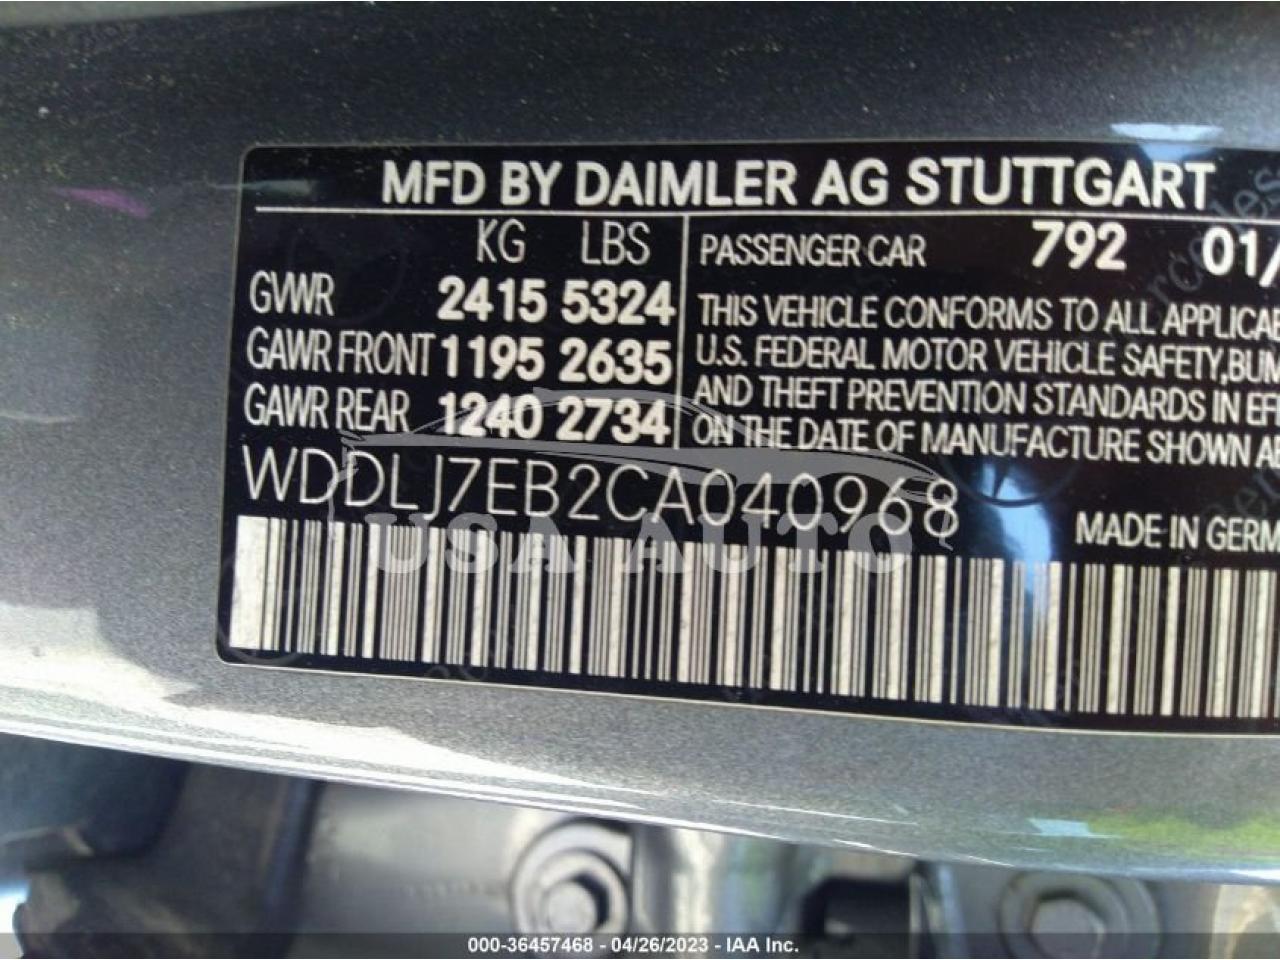 MFD BY DAIMLER AG STUTTGART
KG LBS
GVWR 2415 5324
GAWR FRONT 1195 2635
GAWR REAR 1240 2734
PASSENGER CAR 792 01/
THIS VEHICLE CONFORMS TO ALL APPLICAB
U.S. FEDERAL MOTOR VEHICLE SAFETY, BUM
AND THEFT PREVENTION STANDARDS IN EFF
ON THE DATE OF MANUFACTURE SHOWN AB
WDDLJ7EB2CA040968
MADE IN GERM
USA AUTO
000-36457468 - 04/26/2023 - IAA Inc.